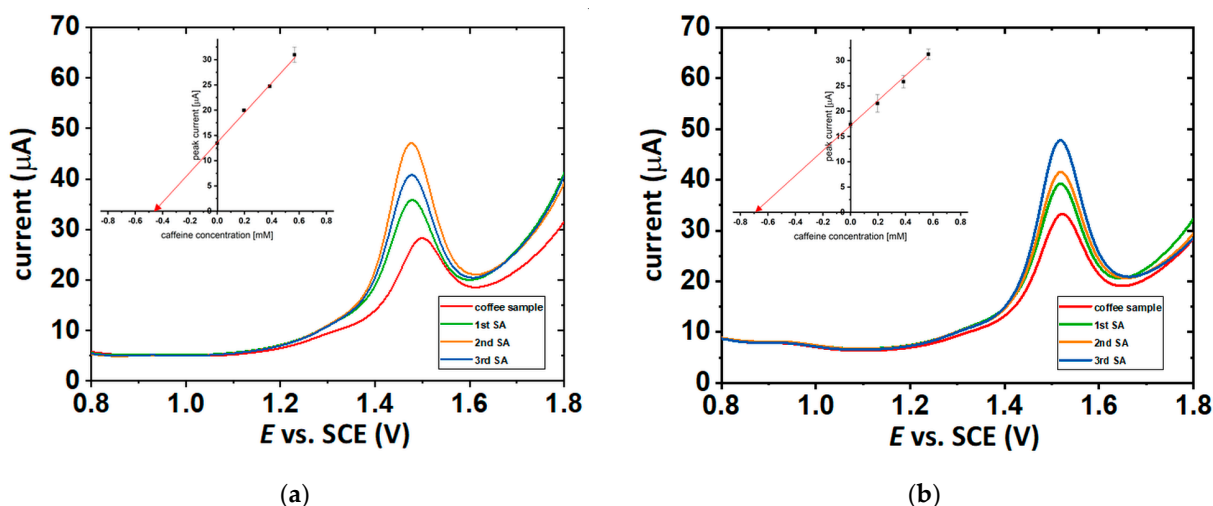 70
60
50
40
30
20
10
0
current (μA)
0.8 1.0 1.2 1.4 1.6 1.8
E vs. SCE (V)
30
25
20
15
10
5
0
peak current [μA]
-0.8 -0.6 -0.4 -0.2 0.0 0.2 0.4 0.6 0.8
caffeine concentration [mM]
coffee sample
1st SA
2nd SA
3rd SA
(a)
70
60
50
40
30
20
10
0
current (μA)
0.8 1.0 1.2 1.4 1.6 1.8
E vs. SCE (V)
35
30
25
20
15
10
5
0
peak current [μA]
-0.8 -0.6 -0.4 -0.2 0.0 0.2 0.4 0.6 0.8
caffeine concentration [mM]
coffee sample
1st SA
2nd SA
3rd SA
(b)